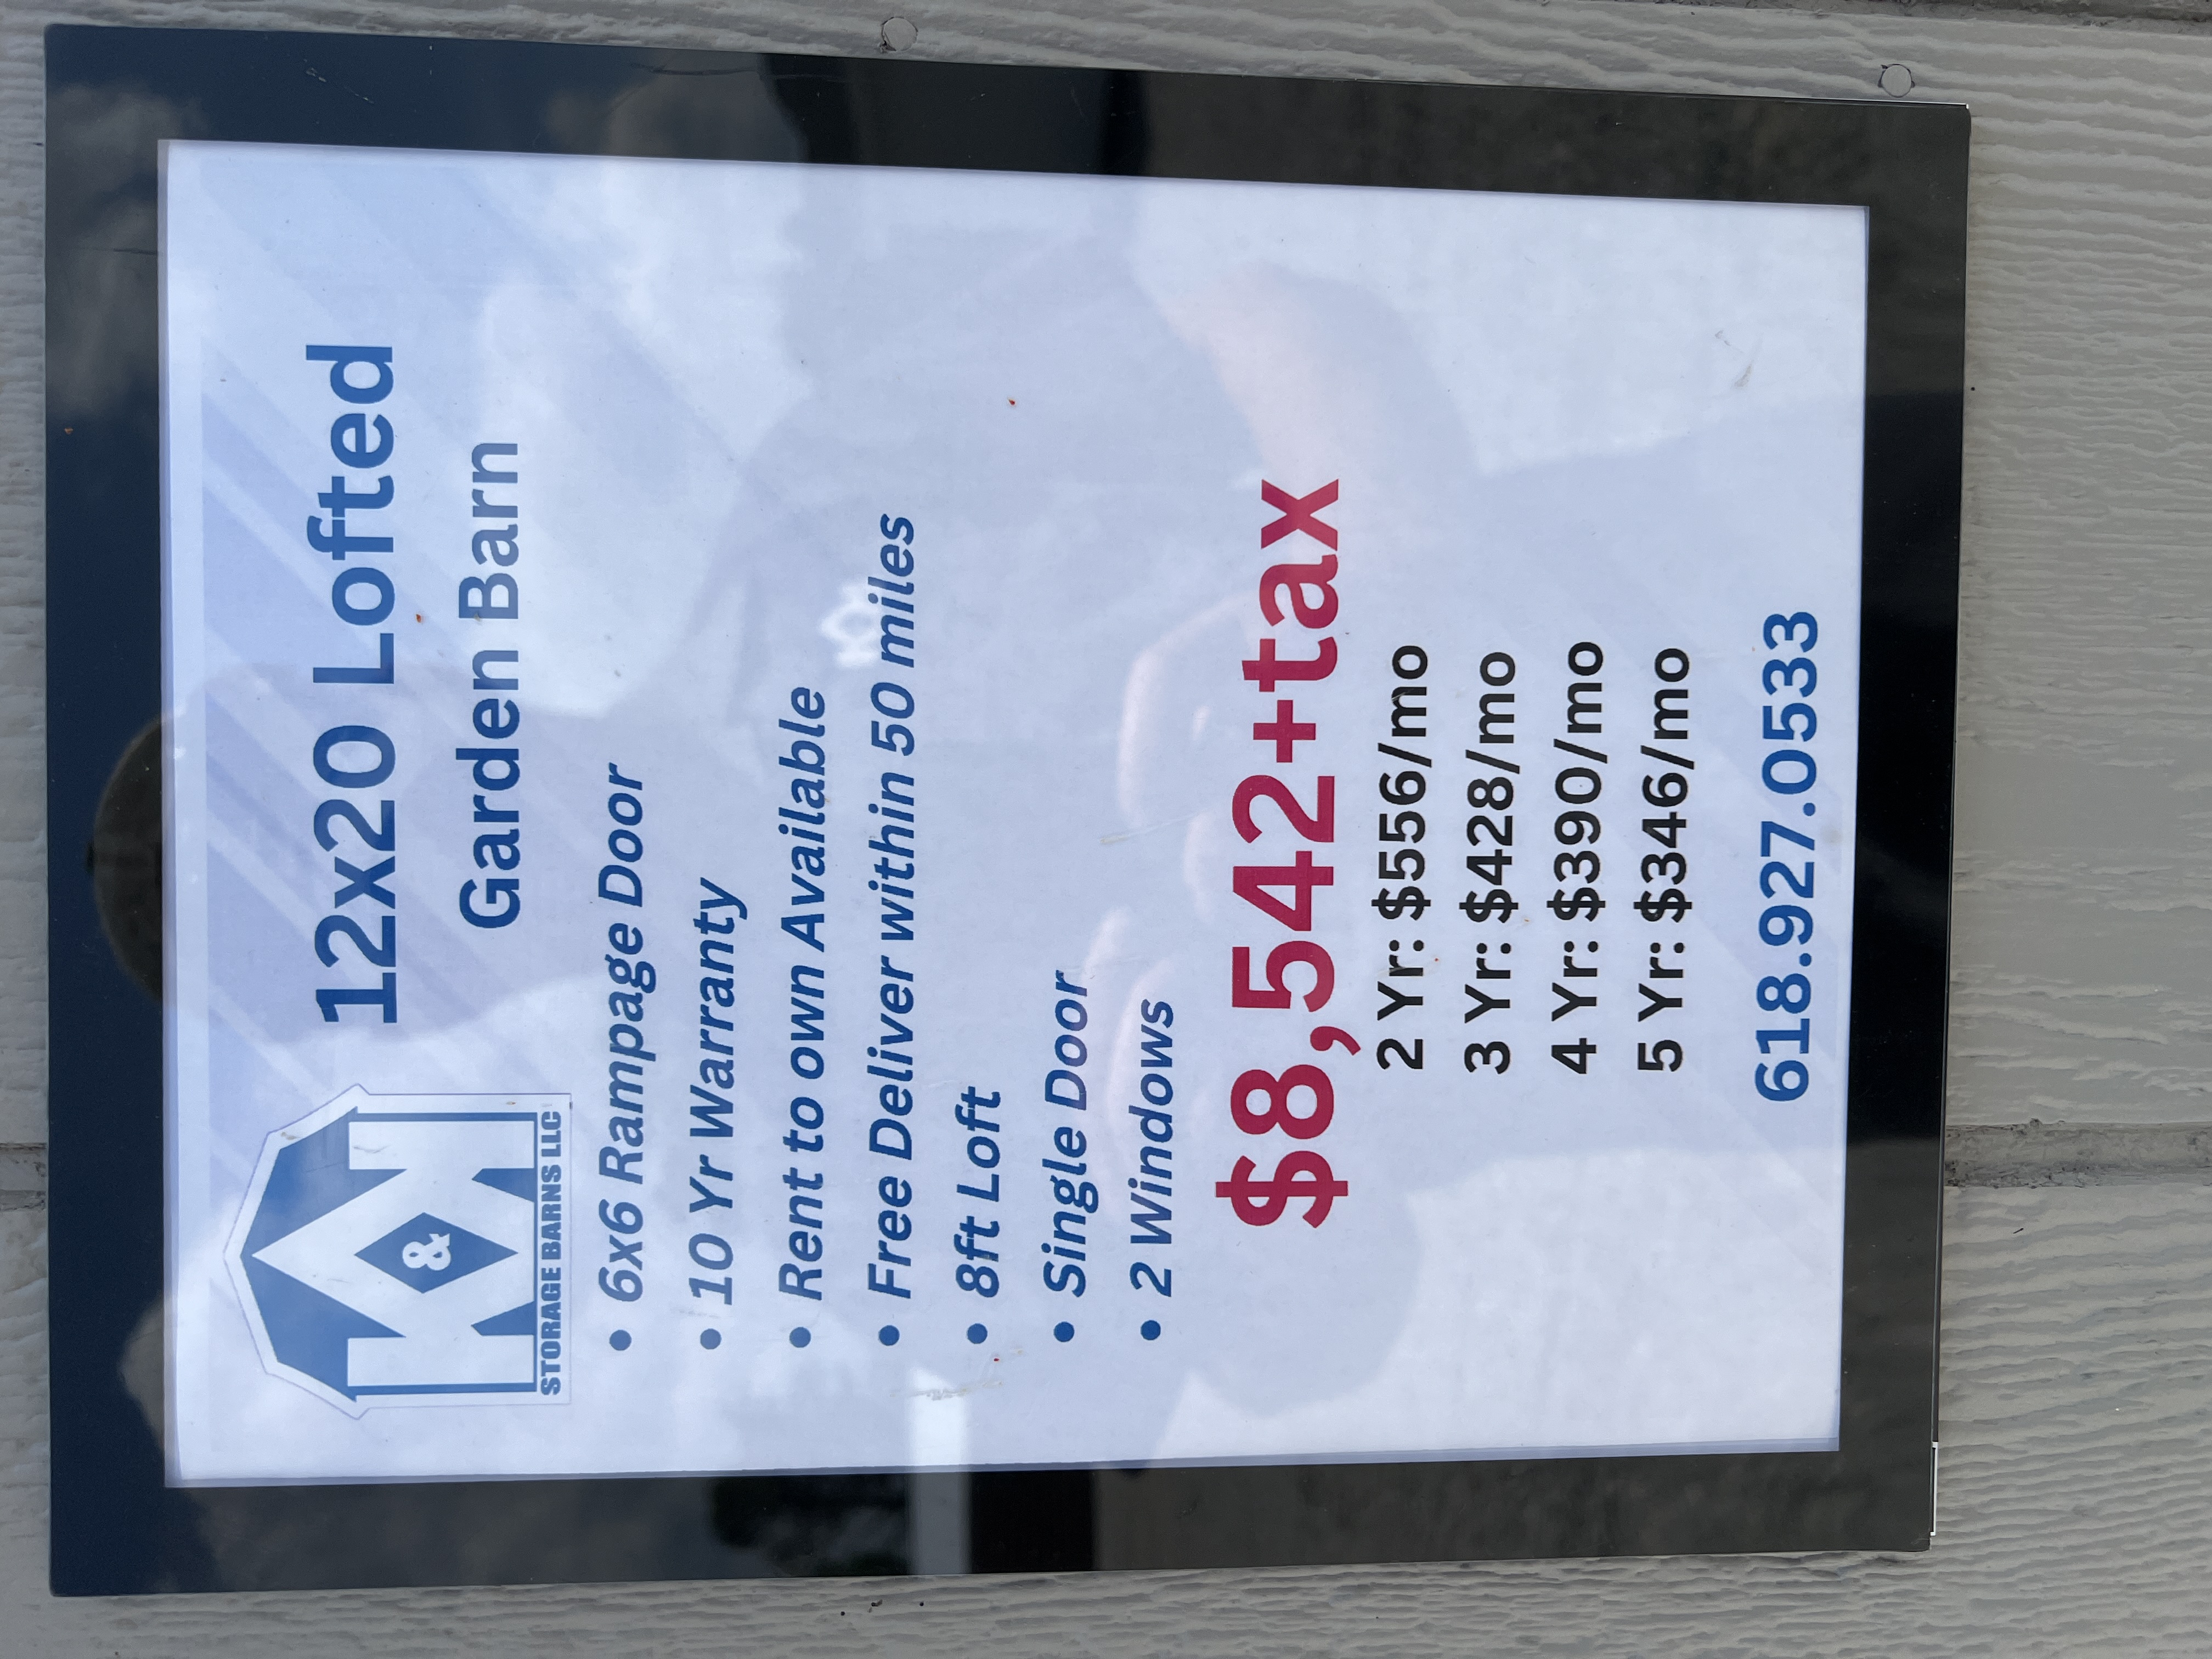 K&K
STORAGE BARNS LLC
12x20 Lofted
Garden Barn
• 6x6 Rampage Door
• 10 Yr Warranty
• Rent to own Available
• Free Deliver within 50 miles
• 8ft Loft
• Single Door
• 2 Windows
$8,542+tax
2 Yr: $556/mo
3 Yr: $428/mo
4 Yr: $390/mo
5 Yr: $346/mo
618.927.0533